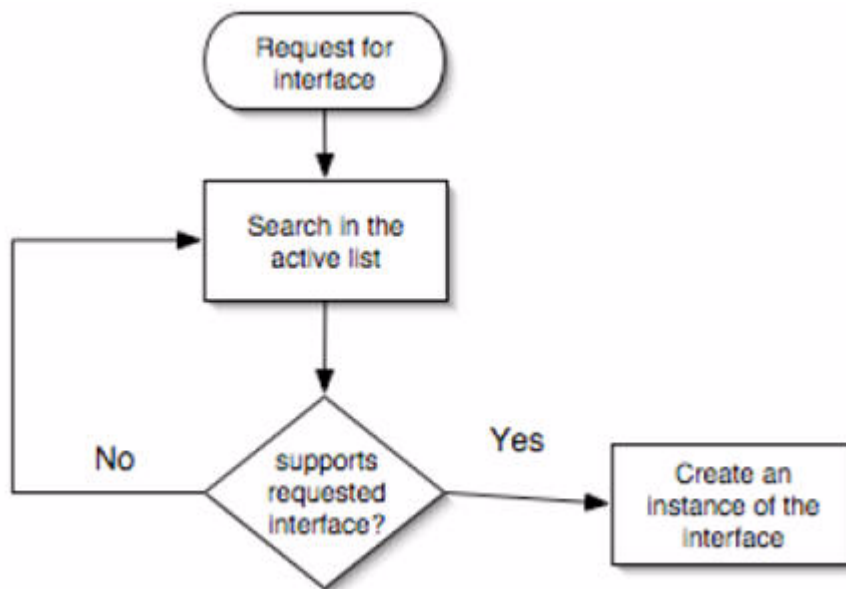 Request for
interface
Search in the
active list
No
Yes
supports
requested
interface?
Create an
instance of the
interface